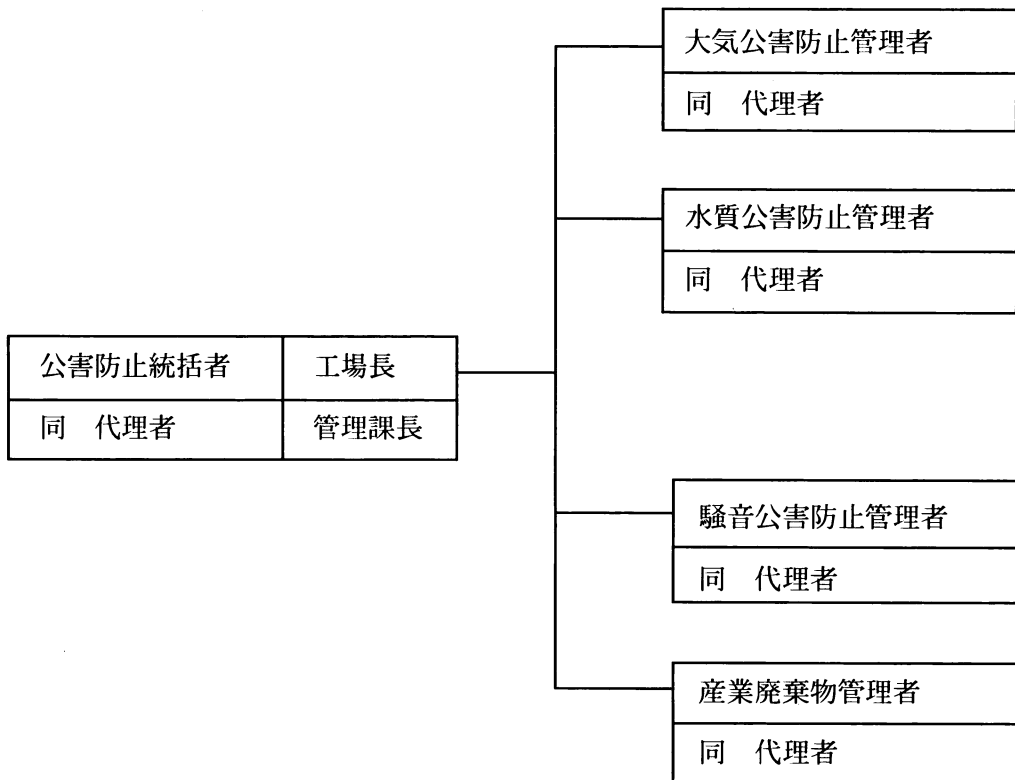 大気公害防止管理者
同 代理者
水質公害防止管理者
同 代理者
公害防止統括者 工場長
同 代理者 管理課長
騒音公害防止管理者
同 代理者
産業廃棄物管理者
同 代理者